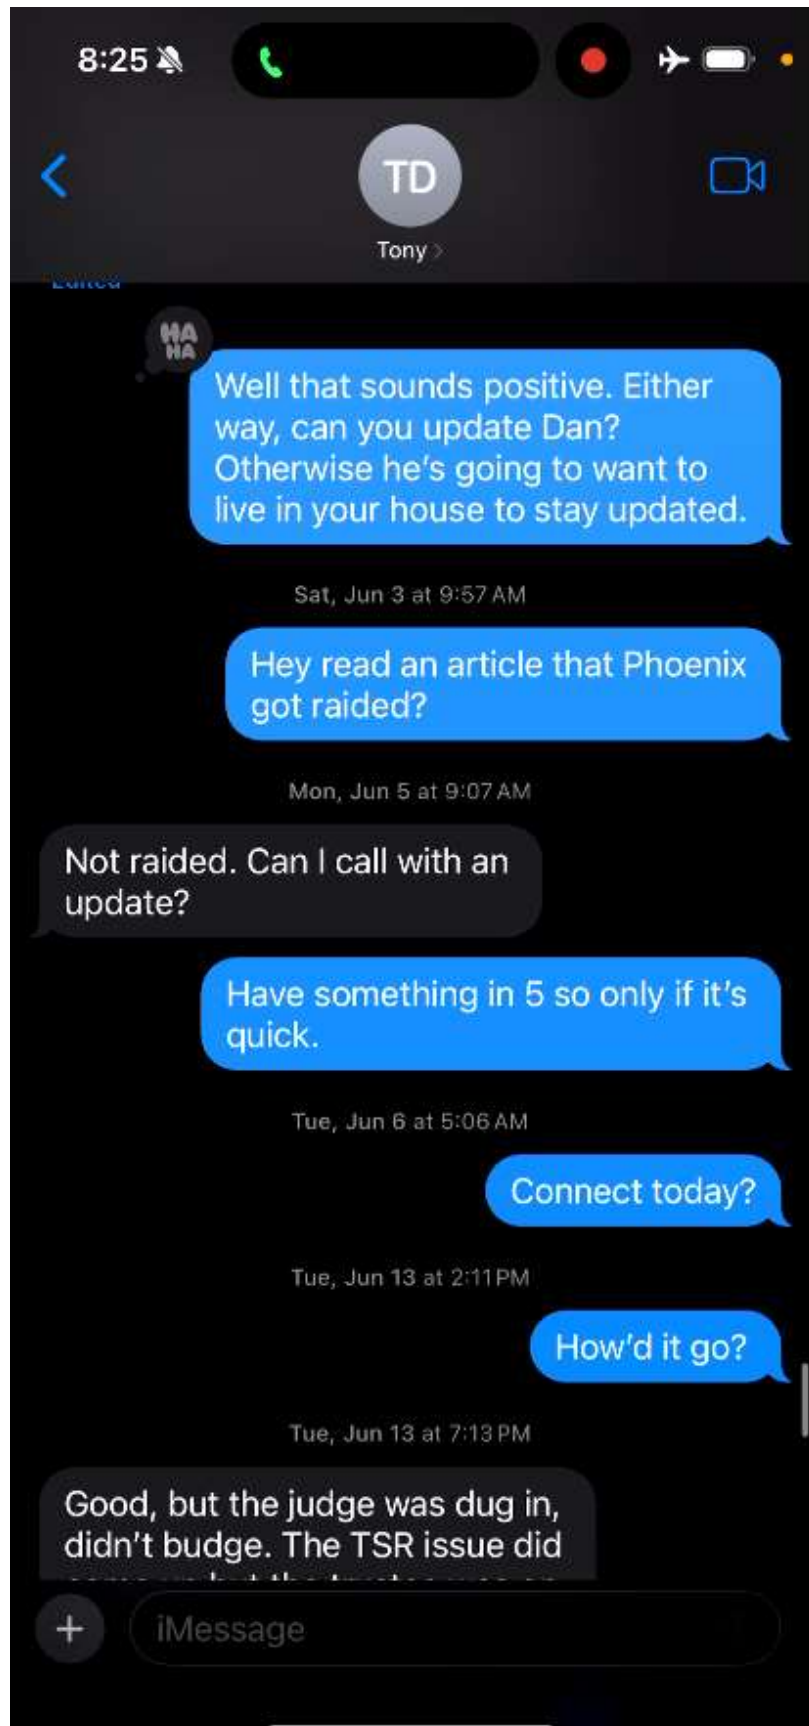 8:25
TD
Tony
Edited
HA
HA
Well that sounds positive. Either
way, can you update Dan?
Otherwise he's going to want to
live in your house to stay updated.
Sat, Jun 3 at 9:57 AM
Hey read an article that Phoenix
got raided?
Mon, Jun 5 at 9:07 AM
Not raided. Can I call with an
update?
Have something in 5 so only if it's
quick.
Tue, Jun 6 at 5:06 AM
Connect today?
Tue, Jun 13 at 2:11 PM
How'd it go?
Tue, Jun 13 at 7:13 PM
Good, but the judge was dug in,
didn't budge. The TSR issue did
iMessage